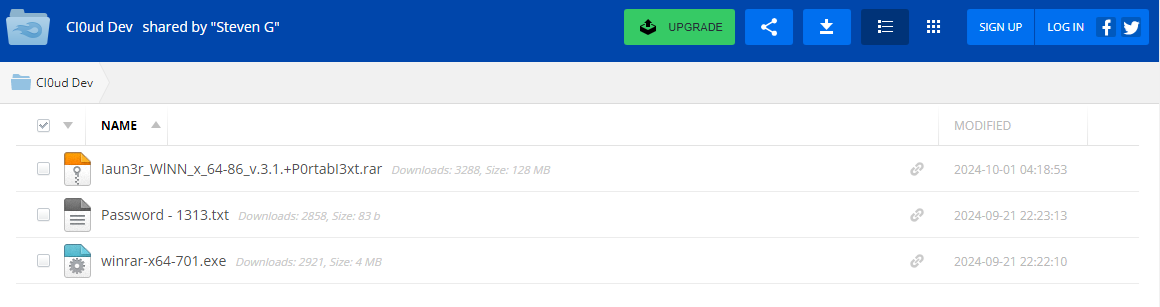 Cl0ud Dev shared by "Steven G" UPGRADE SIGN UP LOG IN
Cl0ud Dev
NAME MODIFIED
Iaun3r_WlNN_x_64-86_v.3.1.+P0rtabI3xt.rar Downloads: 3288, Size: 128 MB 2024-10-01 04:18:53
Password - 1313.txt Downloads: 2858, Size: 83 b 2024-09-21 22:23:13
winrar-x64-701.exe Downloads: 2921, Size: 4 MB 2024-09-21 22:22:10